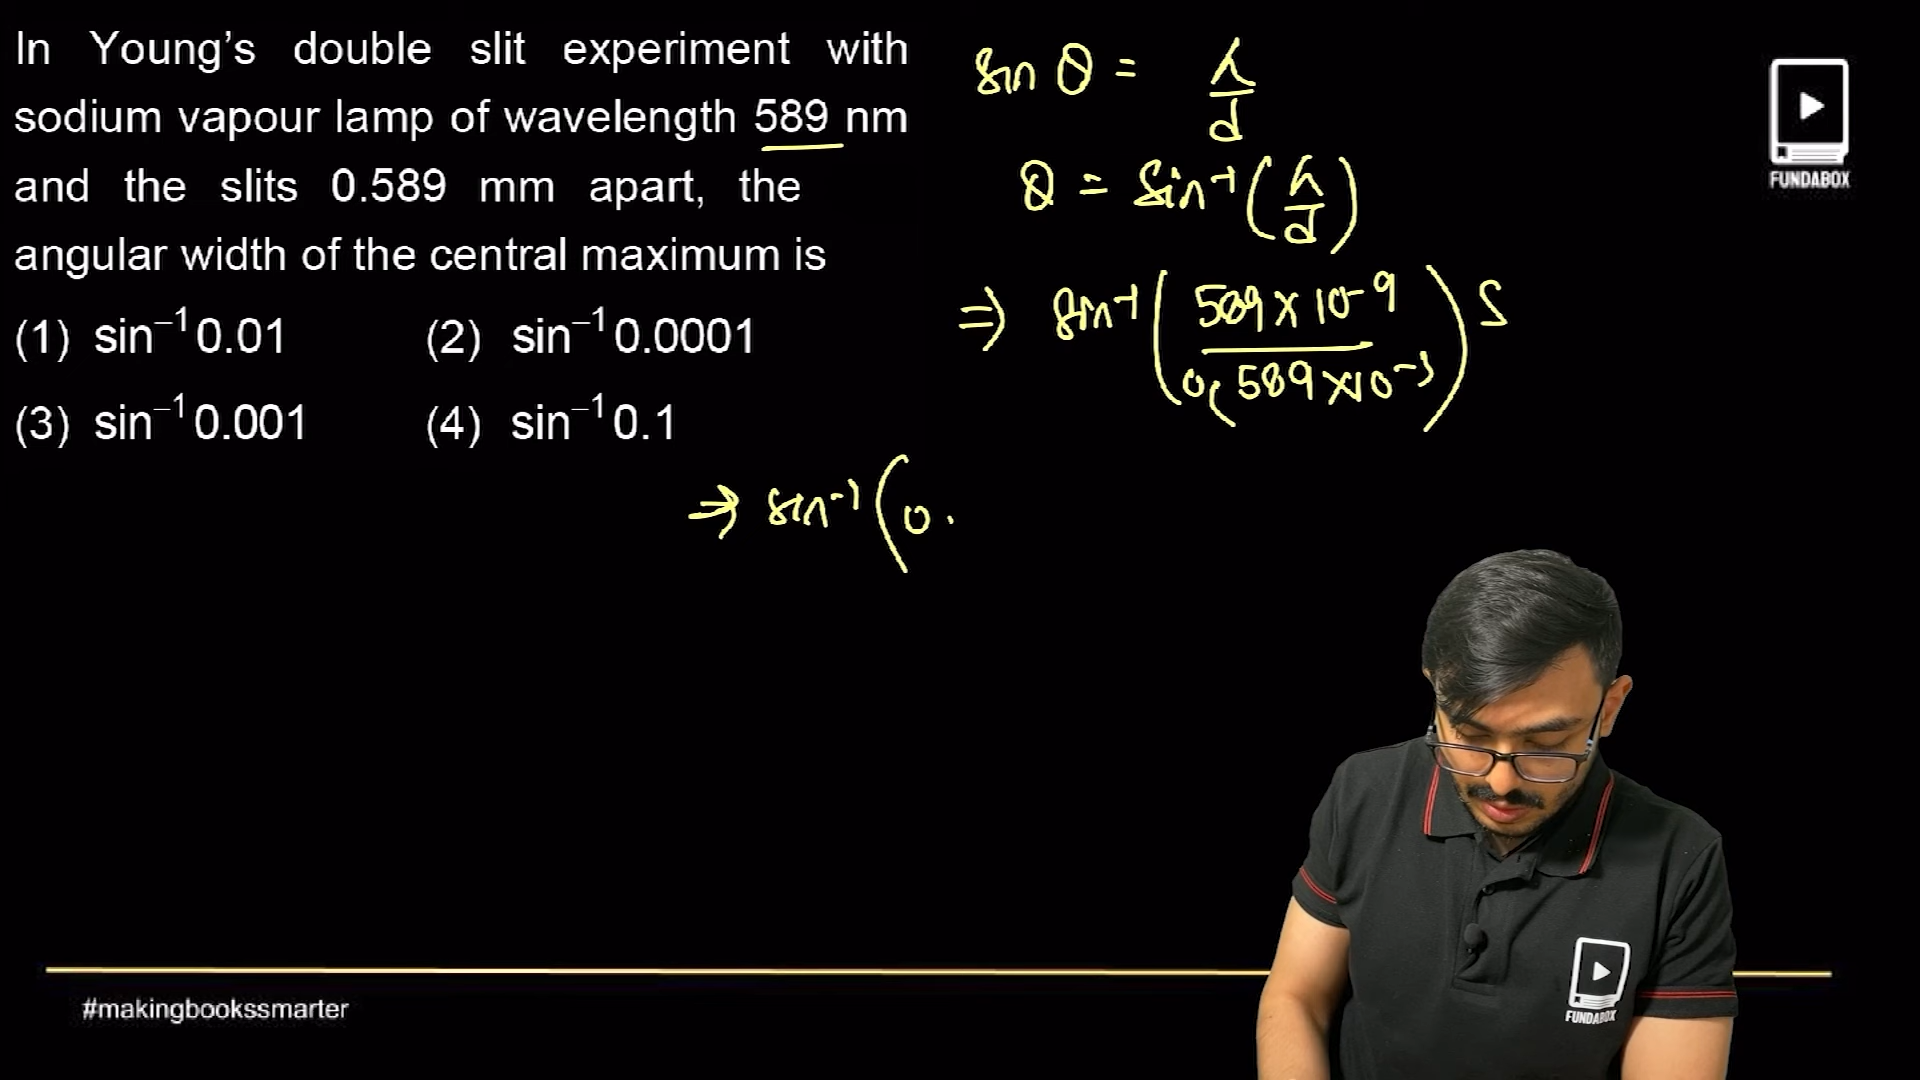 In Young’s double slit experiment with
sodium vapour lamp of wavelength 589 nm
and the slits 0.589 mm apart, the
angular width of the central maximum is
(1) sin⁻¹0.01 (2) sin⁻¹0.0001
(3) sin⁻¹0.001 (4) sin⁻¹0.1
sin θ = λ/d
θ = sin⁻¹(λ/d)
⇒ sin⁻¹(589×10⁻⁹/0.589×10⁻³)
⇒ sin⁻¹(0.
FUNDABOX
FUNDABOX
#makingbookssmarter